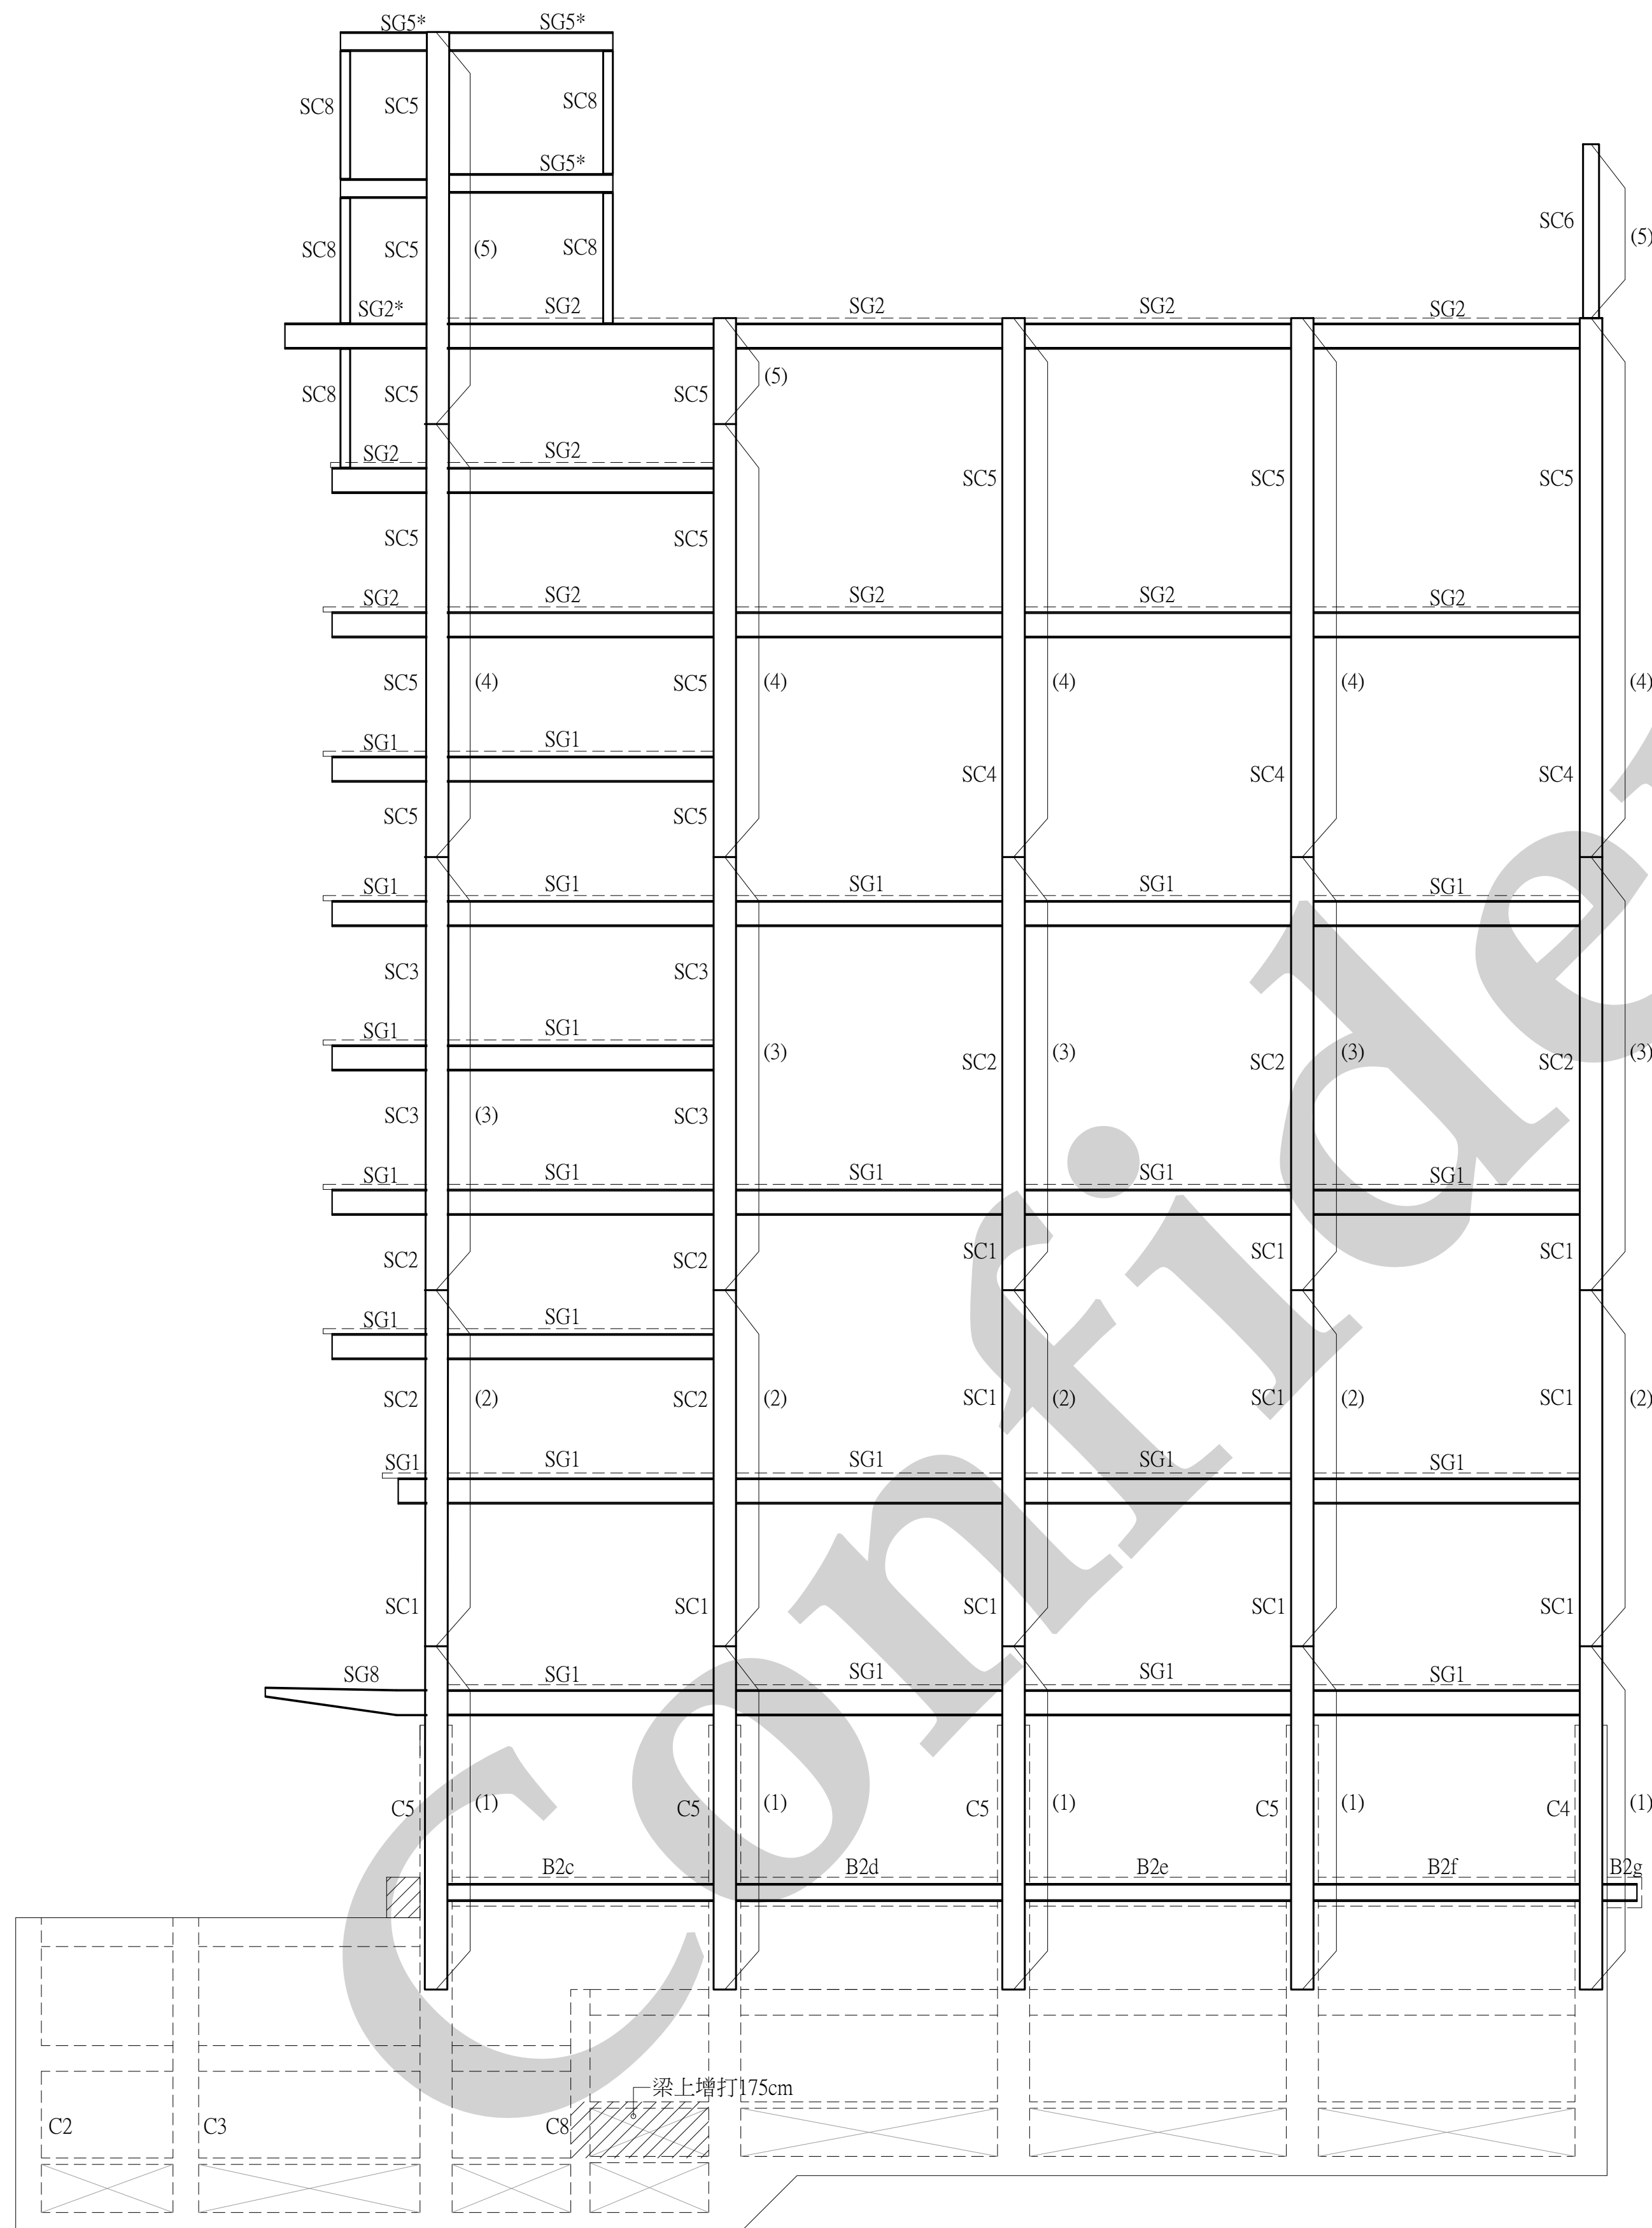 SG5* SG5*
SC8 SC5 SC8
SG5*
SC6
SC8 SC5 (5) SC8 (5)
SG2* SG2 SG2 SG2 SG2
SC8 SC5 SC5 (5)
SG2 SG2
SC5 SC5 SC5
SC5 SC5
SG2 SG2 SG2 SG2 SG2
SC5 (4) SC5 (4) (4) (4) (4)
SG1 SG1
SC4 SC4 SC4
SC5 SC5
SG1 SG1 SG1 SG1 SG1
SC3 SC3
SG1 SG1
(3) SC2 (3) SC2 (3) SC2 (3)
SC3 (3) SC3
SG1 SG1 SG1 SG1 SG1
SC2 SC2 SC1 SC1 SC1
SG1 SG1
SC2 (2) SC2 (2) SC1 (2) SC1 (2) SC1 (2)
SG1 SG1 SG1 SG1 SG1
SC1 SC1 SC1 SC1 SC1
SG8 SG1 SG1 SG1 SG1
C5 (1) C5 (1) C5 (1) C5 (1) C4 (1)
B2c B2d B2e B2f B2g
梁上增打175cm
C2 C3 C8